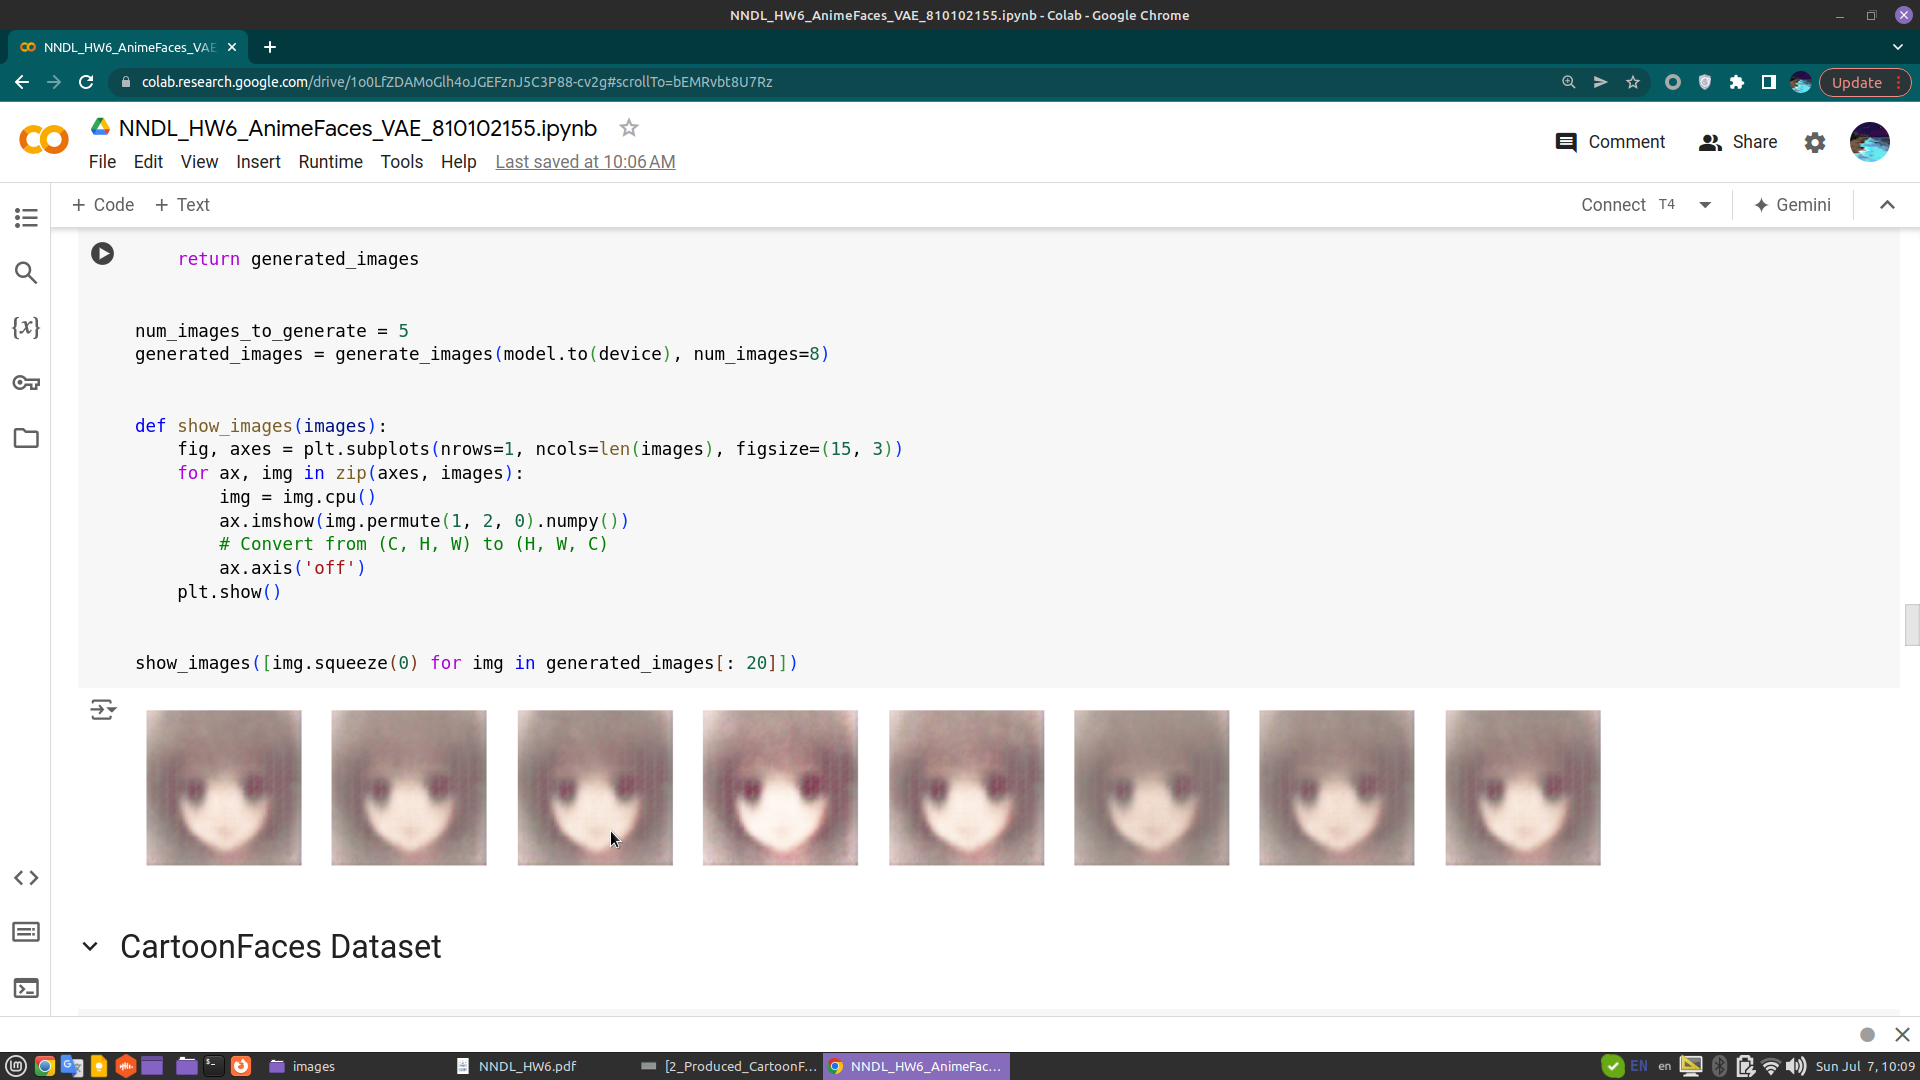 NNDL_HW6_AnimeFaces_VAE_810102155.ipynb - Colab - Google Chrome
NNDL_HW6_AnimeFaces_VAE
colab.research.google.com/drive/1o0LfZDAMoGlh4oJGEFznJ5C3P88-cv2g#scrollTo=bEMRvbt8U7Rz
Update
NNDL_HW6_AnimeFaces_VAE_810102155.ipynb
Comment
Share
File Edit View Insert Runtime Tools Help Last saved at 10:06 AM
+ Code + Text
Connect T4
Gemini
return generated_images
num_images_to_generate = 5
generated_images = generate_images(model.to(device), num_images=8)
def show_images(images):
fig, axes = plt.subplots(nrows=1, ncols=len(images), figsize=(15, 3))
for ax, img in zip(axes, images):
img = img.cpu()
ax.imshow(img.permute(1, 2, 0).numpy())
# Convert from (C, H, W) to (H, W, C)
ax.axis('off')
plt.show()
show_images([img.squeeze(0) for img in generated_images[: 20]])
{x}
CartoonFaces Dataset
images
NNDL_HW6.pdf
[2_Produced_CartoonF...
NNDL_HW6_AnimeFac...
EN en
Sun Jul 7, 10:09